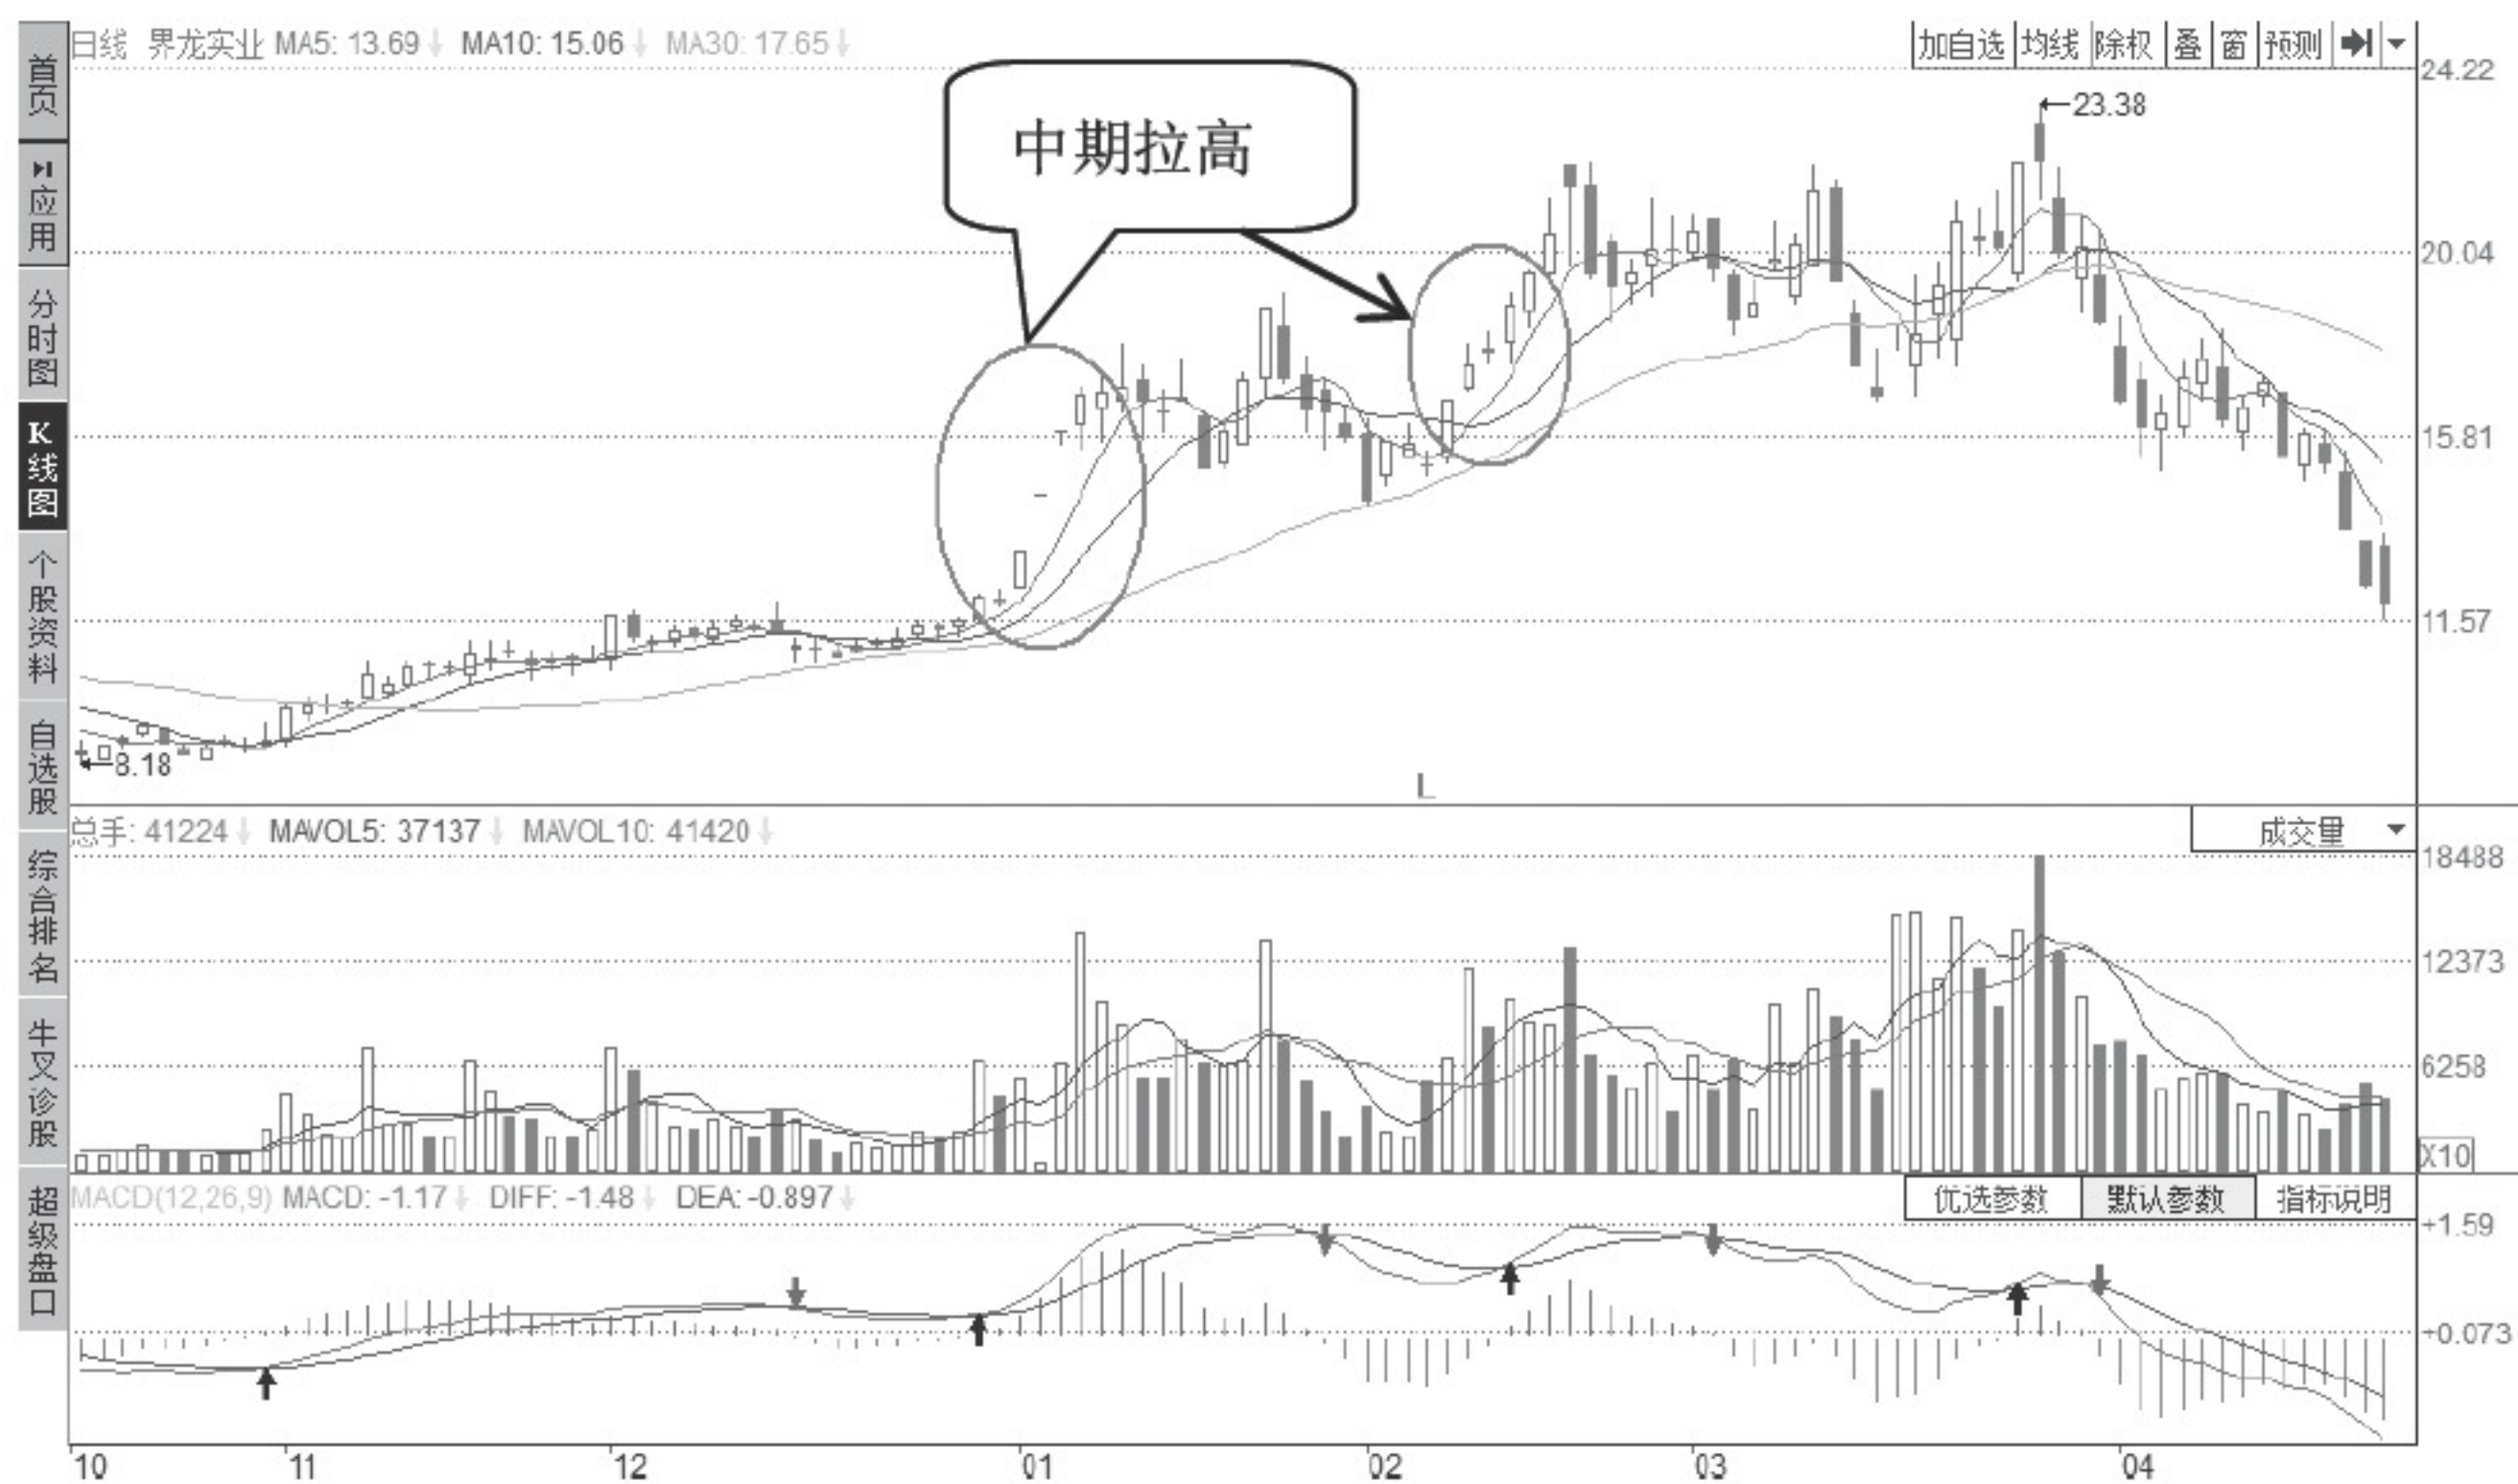 日线 界龙实业 MA5: 13.69 MA10: 15.06 MA30: 17.65
加自选 均线 除权 叠 窗 预测
首页
应用
分时图
K线图
个股资料
自选股
综合排名
牛叉诊股
超级盘口
中期拉高
23.38
8.18
L
24.22
20.04
15.81
11.57
总手: 41224 MAVOL5: 37137 MAVOL10: 41420
成交量
18488
12373
6258
X10
MACD(12,26,9) MACD: -1.17 DIFF: -1.48 DEA: -0.897
优选参数 默认参数 指标说明
+1.59
+0.073
10 11 12 01 02 03 04